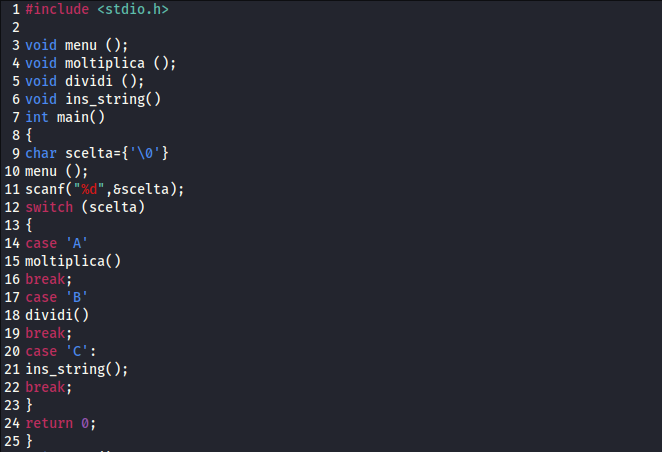 1 #include <stdio.h>
2
3 void menu ();
4 void moltiplica ();
5 void dividi ();
6 void ins_string()
7 int main()
8 {
9 char scelta={'\0'}
10 menu ();
11 scanf("%d",&scelta);
12 switch (scelta)
13 {
14 case 'A'
15 moltiplica()
16 break;
17 case 'B'
18 dividi()
19 break;
20 case 'C':
21 ins_string();
22 break;
23 }
24 return 0;
25 }